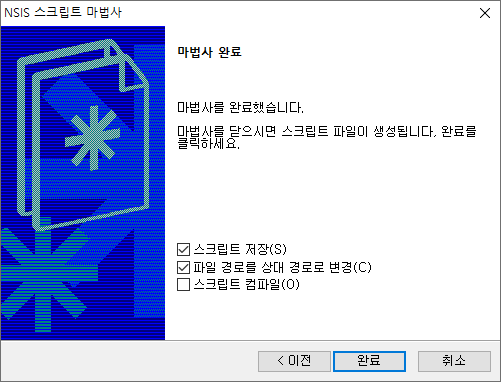 NSIS 스크립트 마법사
마법사 완료
마법사를 완료했습니다.
마법사를 닫으시면 스크립트 파일이 생성됩니다. 완료를
클릭하세요.
스크립트 저장(S)
파일 경로를 상대 경로로 변경(C)
스크립트 컴파일(O)
< 이전
완료
취소